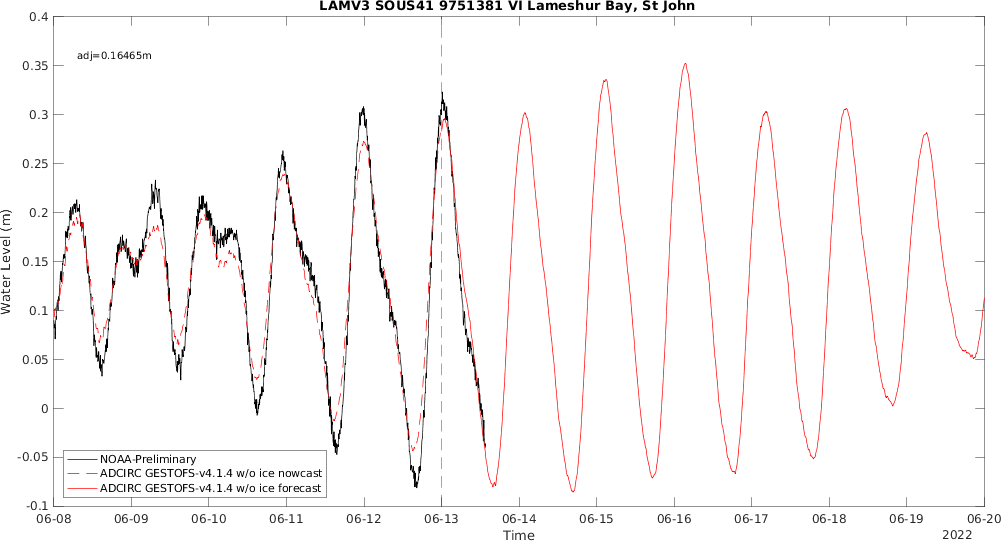 LAMV3 SOUS41 9751381 VI Lameshur Bay, St John
adj=0.16465m
Water Level (m)
0.4
0.35
0.3
0.25
0.2
0.15
0.1
0.05
0
-0.05
-0.1
NOAA-Preliminary
ADCIRC GESTOFS-v4.1.4 w/o ice nowcast
ADCIRC GESTOFS-v4.1.4 w/o ice forecast
06-08 06-09 06-10 06-11 06-12 06-13 06-14 06-15 06-16 06-17 06-18 06-19 06-20
Time
2022